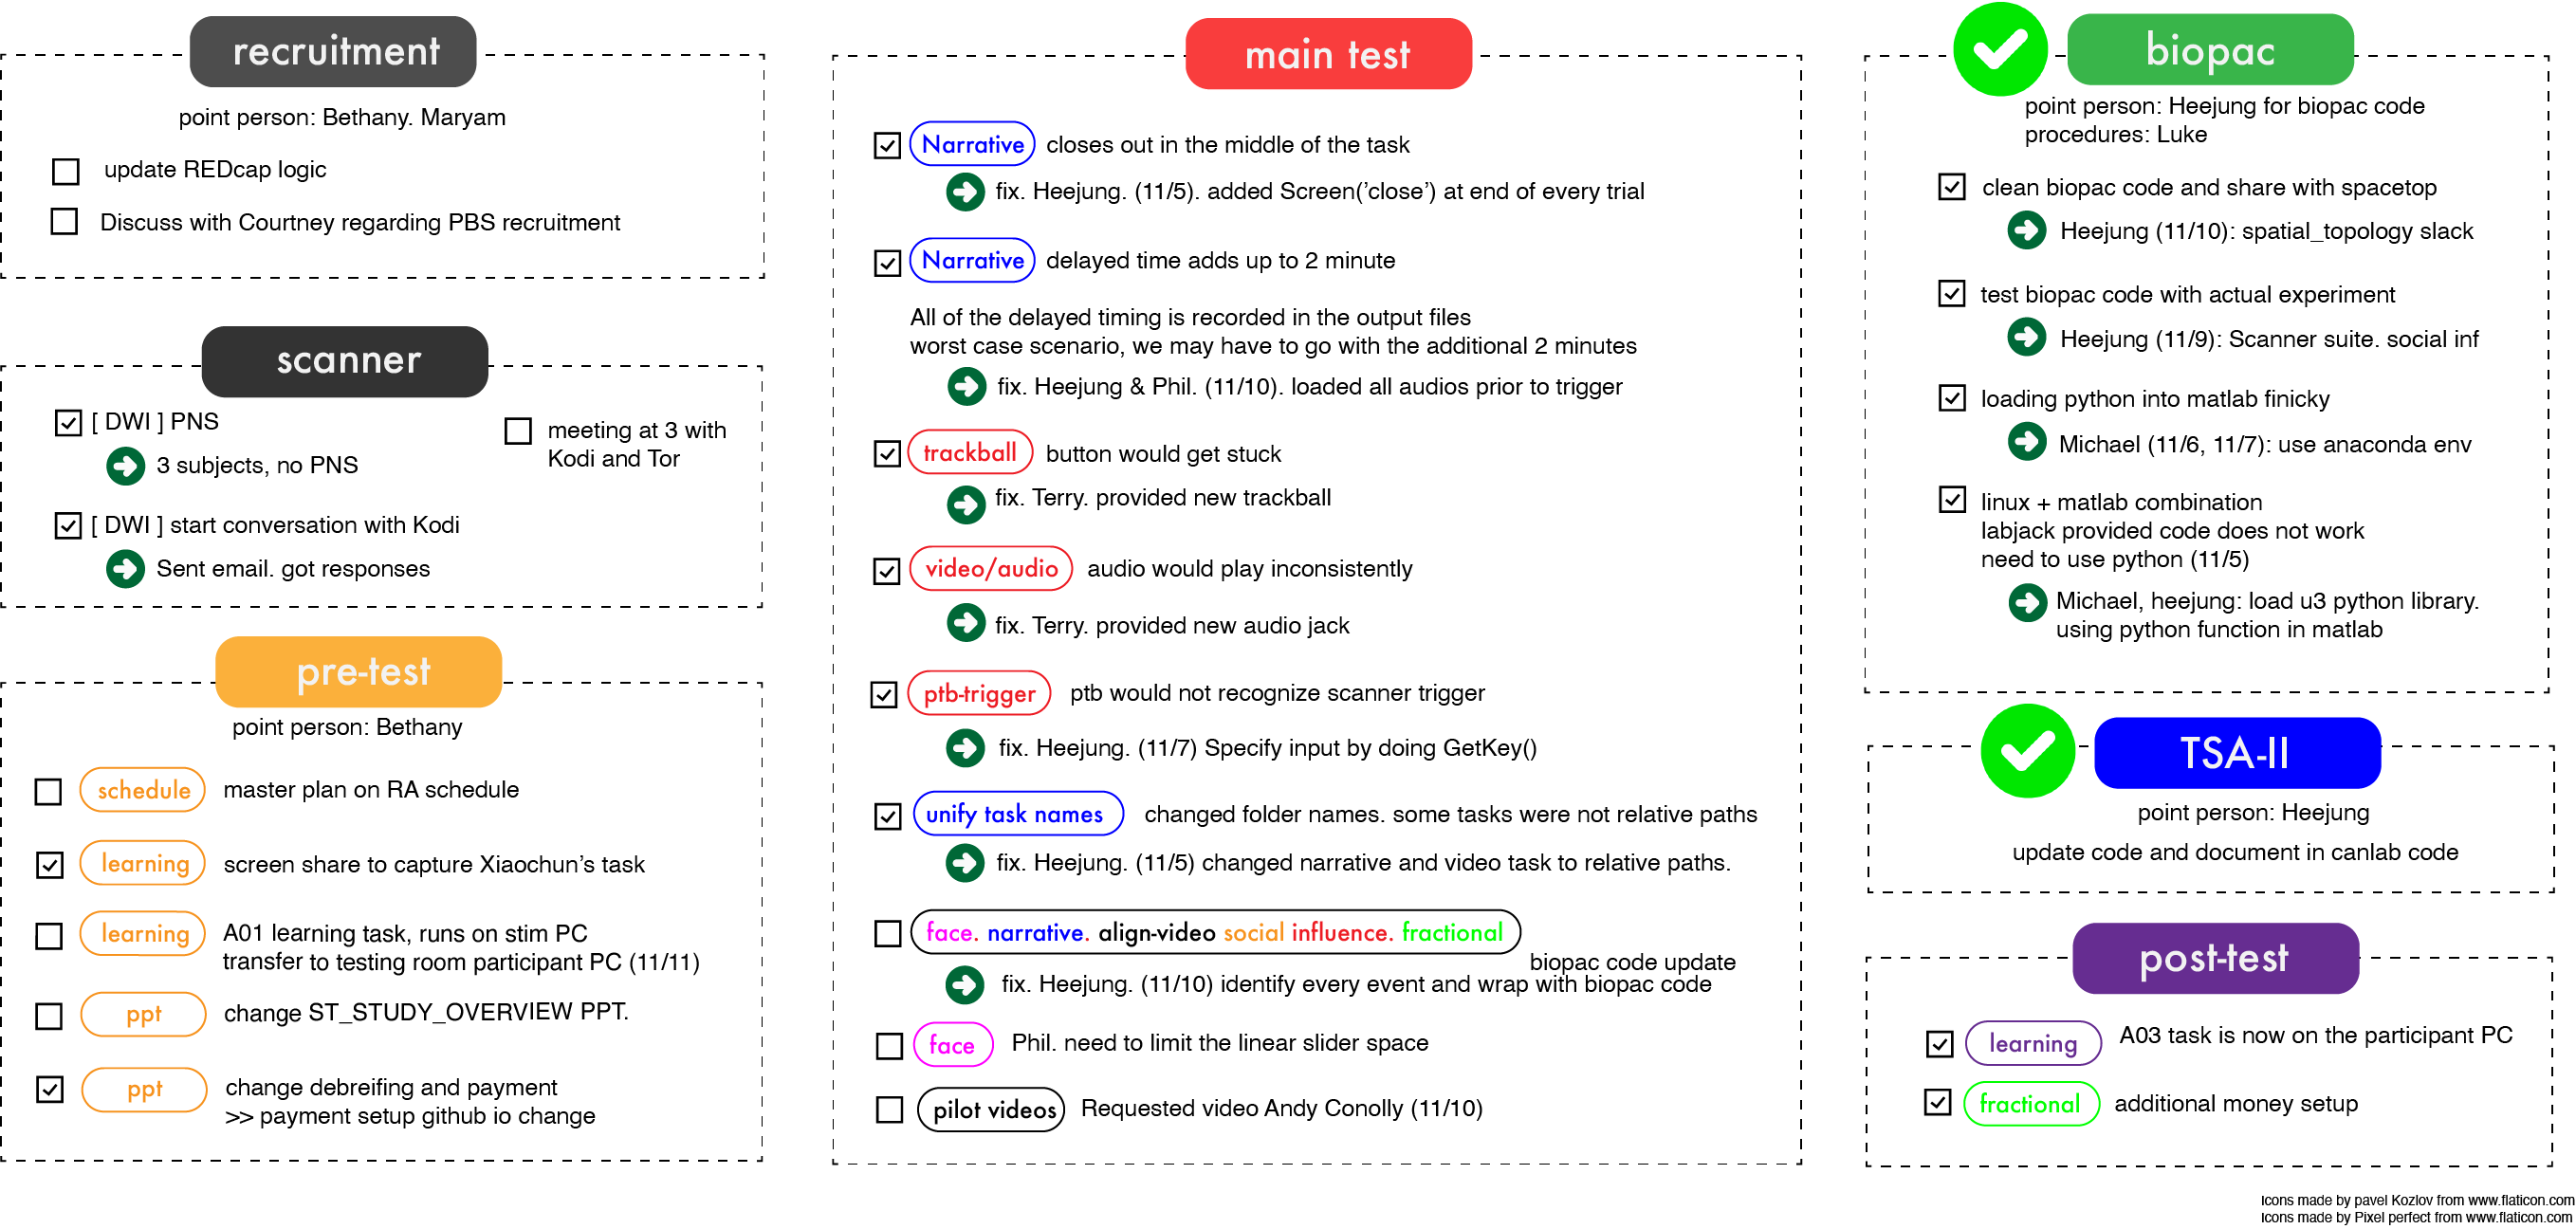 recruitment
point person: Bethany. Maryam
update REDcap logic
Discuss with Courtney regarding PBS recruitment
scanner
[ DWI ] PNS
3 subjects, no PNS
[ DWI ] start conversation with Kodi
Sent email. got responses
meeting at 3 with
Kodi and Tor
pre-test
point person: Bethany
schedule master plan on RA schedule
learning screen share to capture Xiaochun's task
learning A01 learning task, runs on stim PC
transfer to testing room participant PC (11/11)
ppt change ST_STUDY_OVERVIEW PPT.
ppt change debreifing and payment
>> payment setup github io change
main test
Narrative closes out in the middle of the task
fix. Heejung. (11/5). added Screen('close') at end of every trial
Narrative delayed time adds up to 2 minute
All of the delayed timing is recorded in the output files
worst case scenario, we may have to go with the additional 2 minutes
fix. Heejung & Phil. (11/10). loaded all audios prior to trigger
trackball button would get stuck
fix. Terry. provided new trackball
video/audio audio would play inconsistently
fix. Terry. provided new audio jack
ptb-trigger ptb would not recognize scanner trigger
fix. Heejung. (11/7) Specify input by doing GetKey()
unify task names changed folder names. some tasks were not relative paths
fix. Heejung. (11/5) changed narrative and video task to relative paths.
face. narrative. align-video social influence. fractional
biopac code update
fix. Heejung. (11/10) identify every event and wrap with biopac code
face Phil. need to limit the linear slider space
pilot videos Requested video Andy Conolly (11/10)
biopac
point person: Heejung for biopac code
procedures: Luke
clean biopac code and share with spacetop
Heejung (11/10): spatial_topology slack
test biopac code with actual experiment
Heejung (11/9): Scanner suite. social inf
loading python into matlab finicky
Michael (11/6, 11/7): use anaconda env
linux + matlab combination
labjack provided code does not work
need to use python (11/5)
Michael, heejung: load u3 python library.
using python function in matlab
TSA-II
point person: Heejung
update code and document in canlab code
post-test
learning A03 task is now on the participant PC
fractional additional money setup
Icons made by pavel Kozlov from www.flaticon.com
Icons made by Pixel perfect from www.flaticon.com